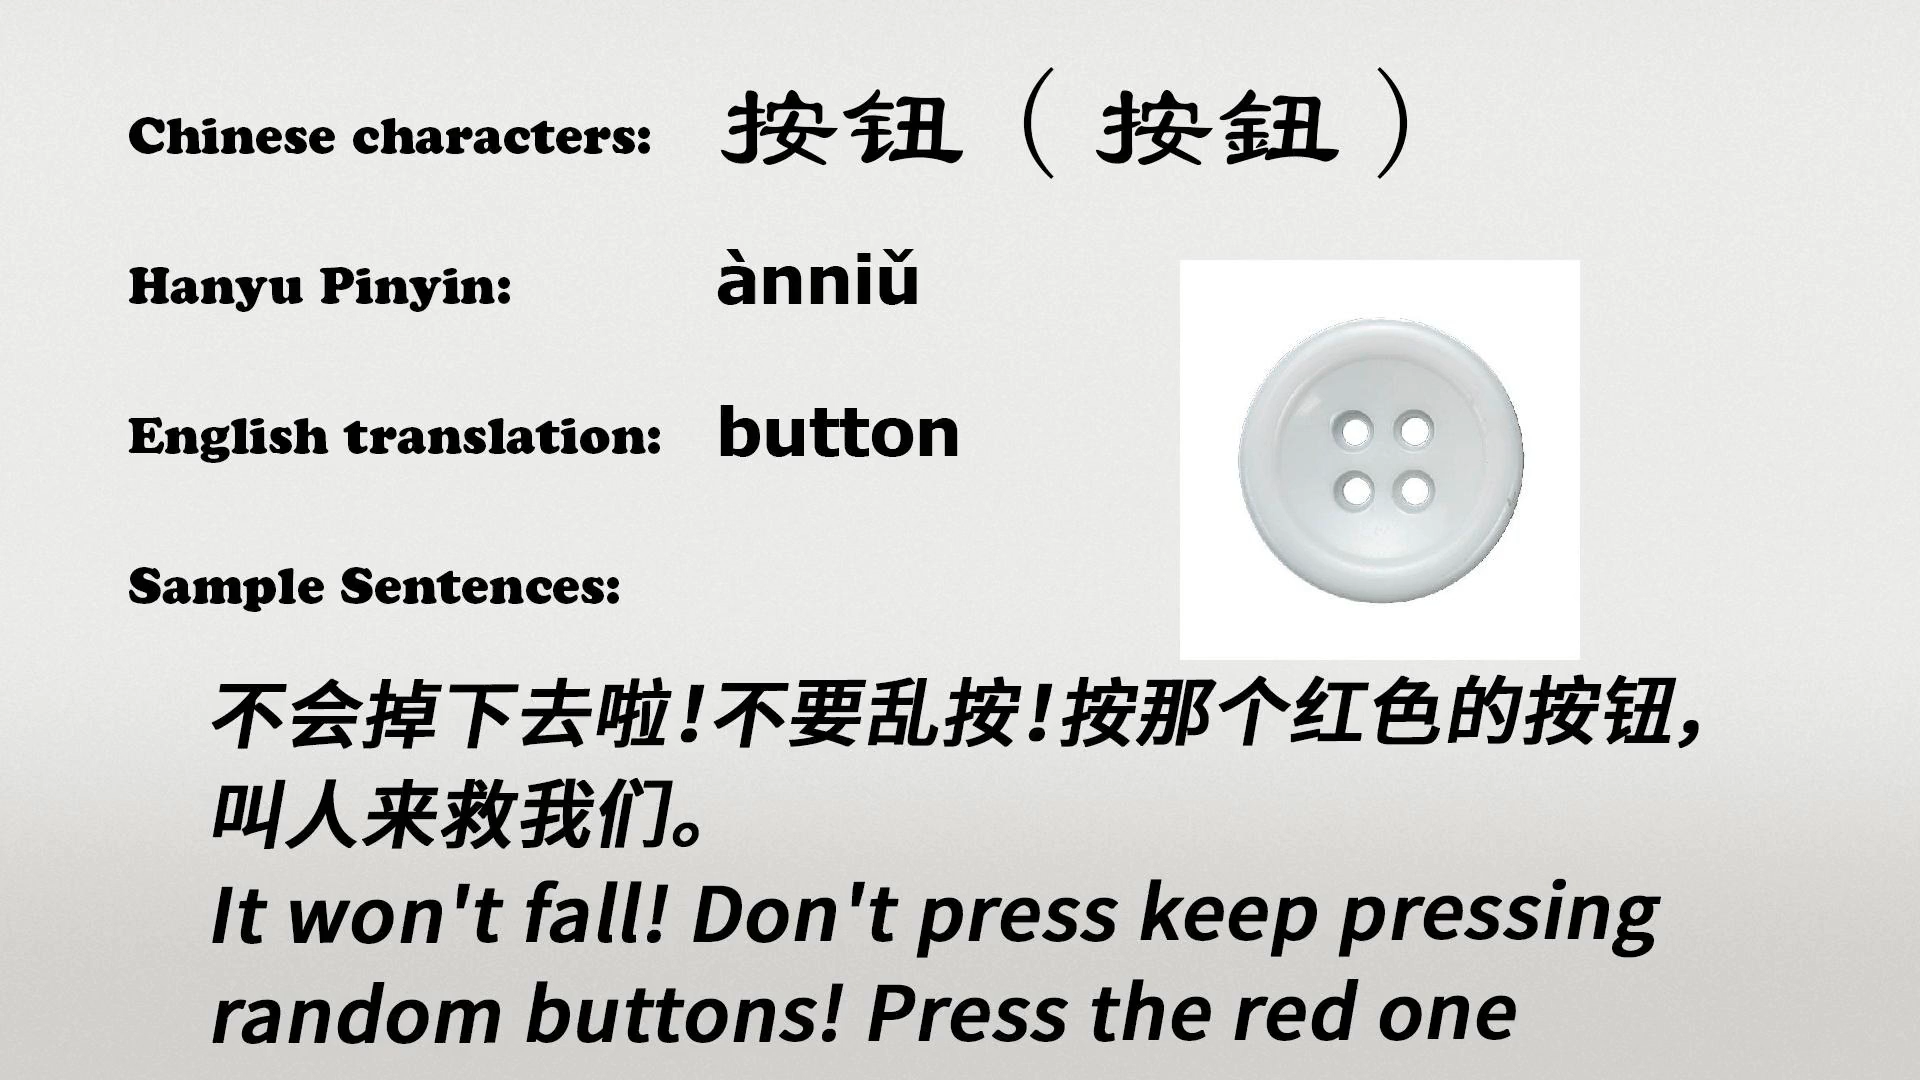 Chinese characters: 按钮（按鈕）
Hanyu Pinyin: ànniǔ
English translation: button
Sample Sentences:
不会掉下去啦！不要乱按！按那个红色的按钮，
叫人来救我们。
It won't fall! Don't press keep pressing
random buttons! Press the red one